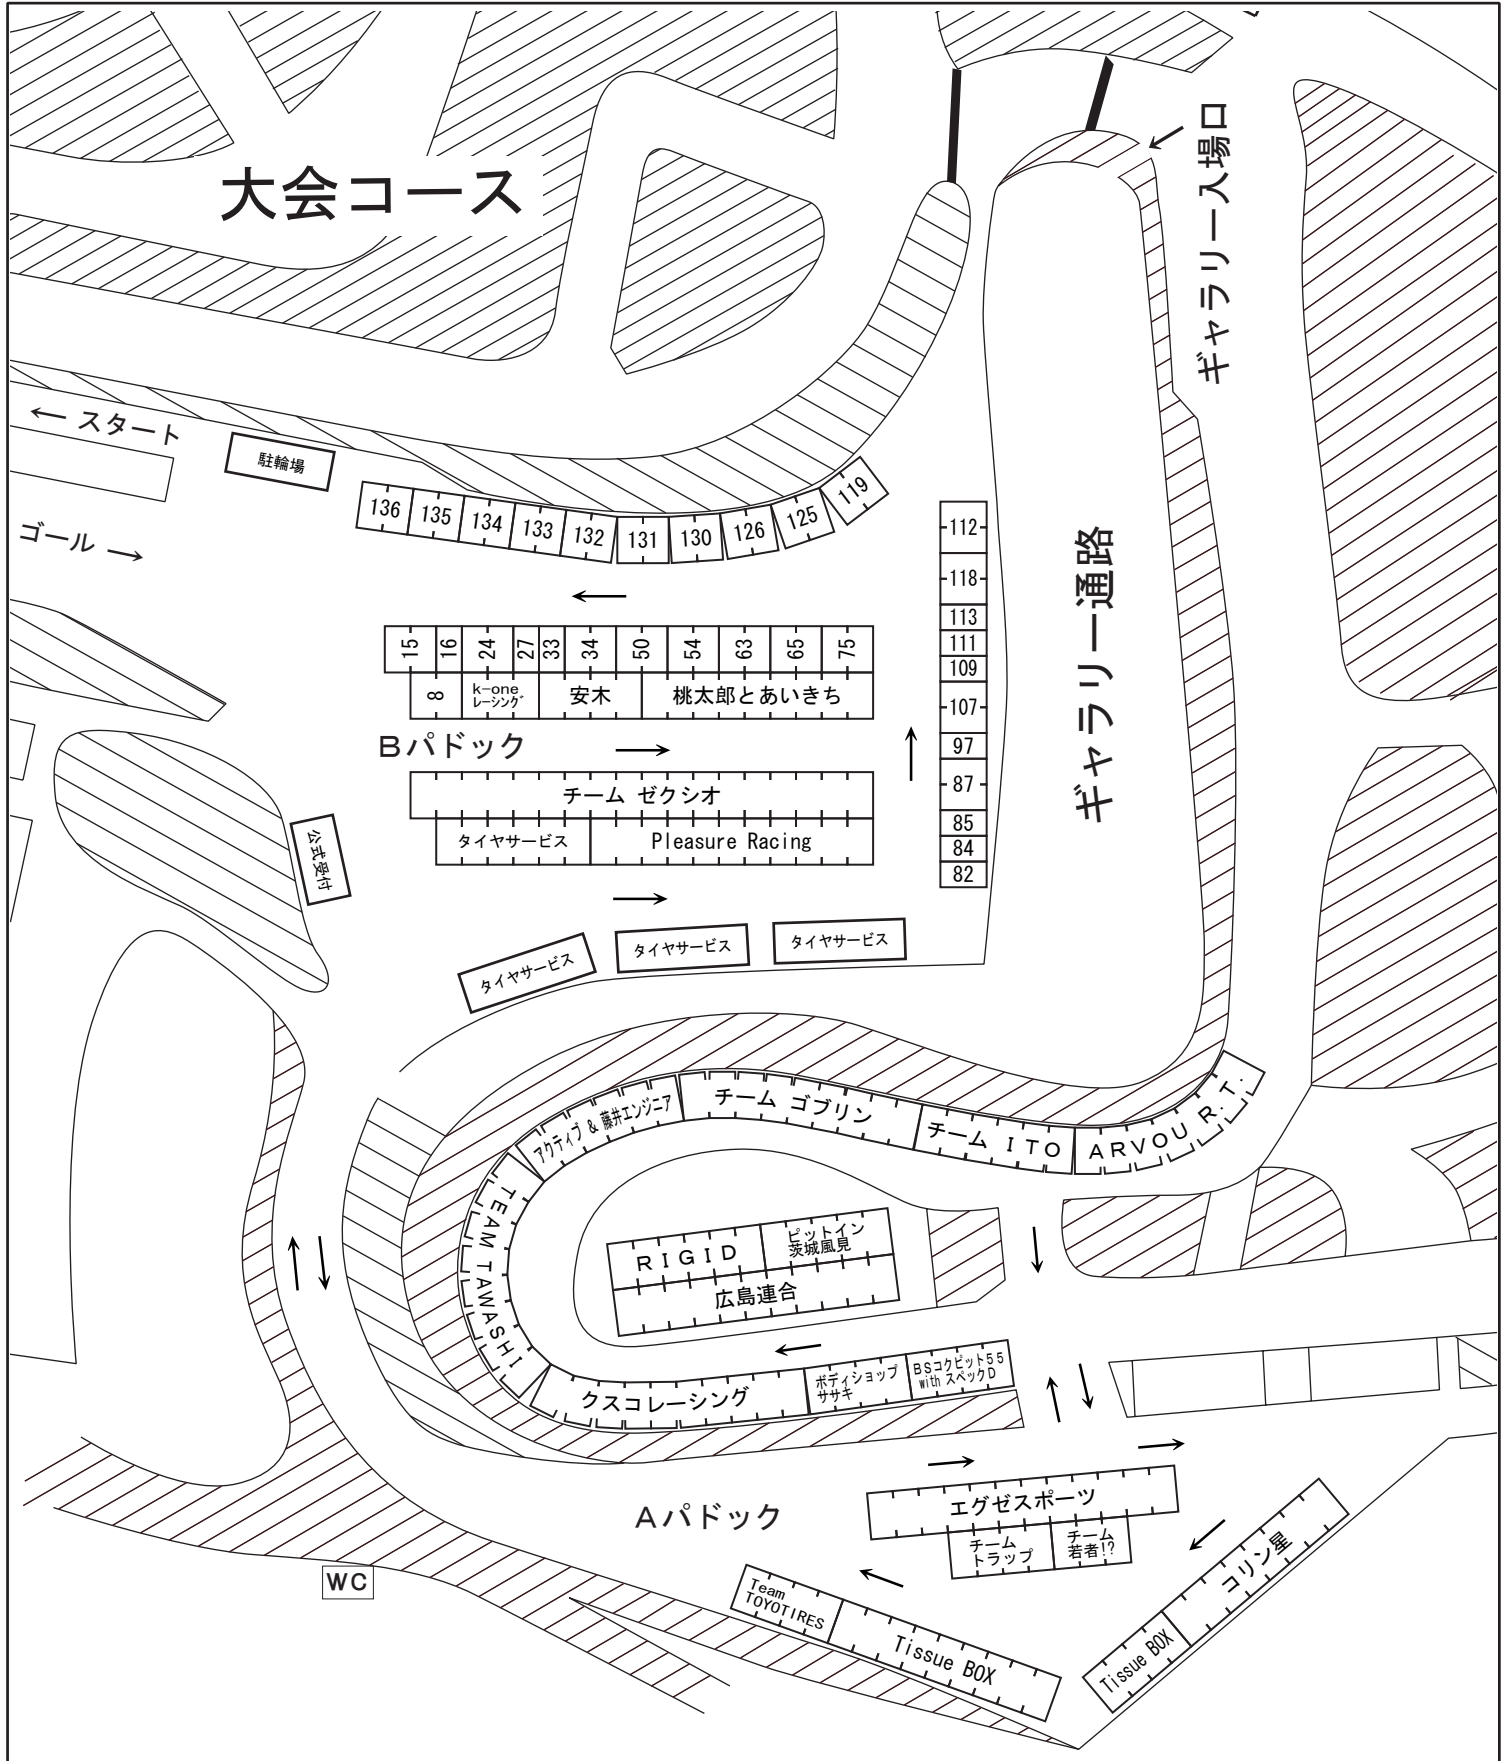 大会コース
ギャラリー入場口
← スタート
駐輪場
ゴール →
136
135
134
133
132
131
130
126
125
119
112
118
113
111
109
107
97
87
85
84
82
ギャラリー通路
15
16
24
27
33
34
50
54
63
65
75
8
k-one
レーシング
安木
桃太郎とあいきち
Bパドック
チーム ゼクシオ
タイヤサービス
Pleasure Racing
公式受付
タイヤサービス
タイヤサービス
タイヤサービス
アクティブ & 藤井エンジニア
チーム ゴブリン
チーム ITO
ARVOU R.T.
TEAM TAWASHI
RIGID
ピットイン
茨城風見
広島連合
クスコレーシング
ボディショップ
ササキ
BSコクピット55
with スペックD
Aパドック
エグゼスポーツ
チーム
トラップ
チーム
若者!?
コリン星
Tissue BOX
Team
TOYOTIRES
Tissue BOX
WC